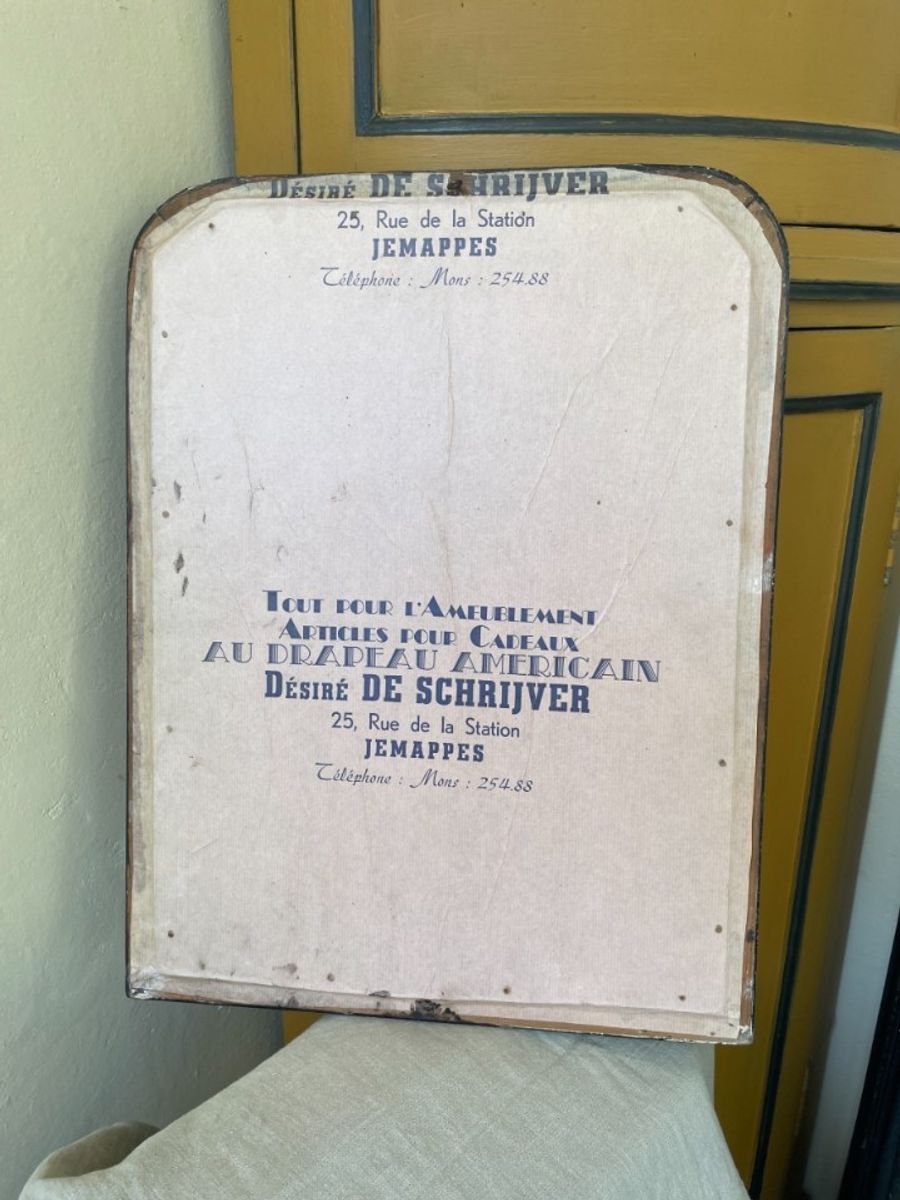 Désiré DE SCHRIJVER
25, Rue de la Station
JEMAPPES
Téléphone : Mons : 254.88
Tout pour l'Ameublement
Articles pour Cadeaux
AU DRAPEAU AMERICAIN
Désiré DE SCHRIJVER
25, Rue de la Station
JEMAPPES
Téléphone : Mons : 254.88